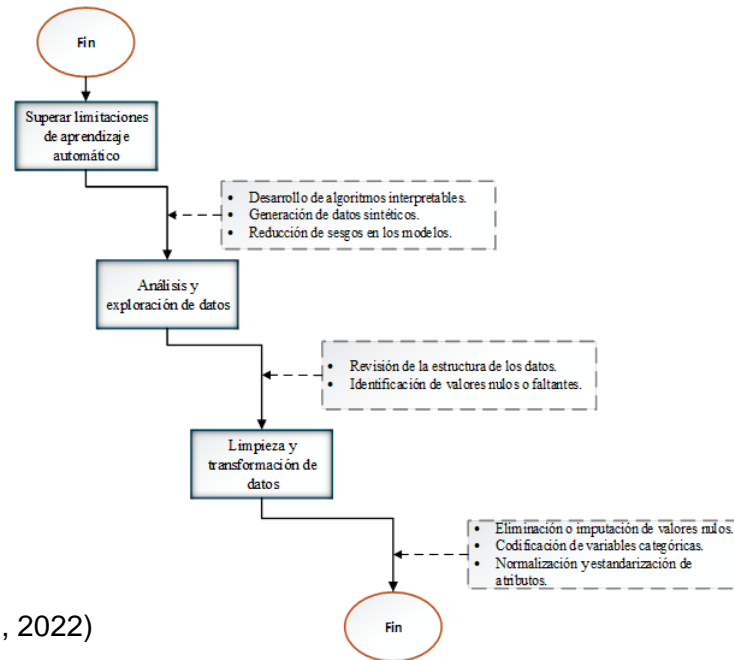 Fin
Superar limitaciones
de aprendizaje
automático
• Desarrollo de algoritmos interpretables.
• Generación de datos sintéticos.
• Reducción de sesgos en los modelos.
Análisis y
exploración de datos
• Revisión de la estructura de los datos.
• Identificación de valores nulos o faltantes.
Limpieza y
transformación de
datos
• Eliminación o imputación de valores nulos.
• Codificación de variables categóricas.
• Normalización y estandarización de
atributos.
Fin
, 2022)